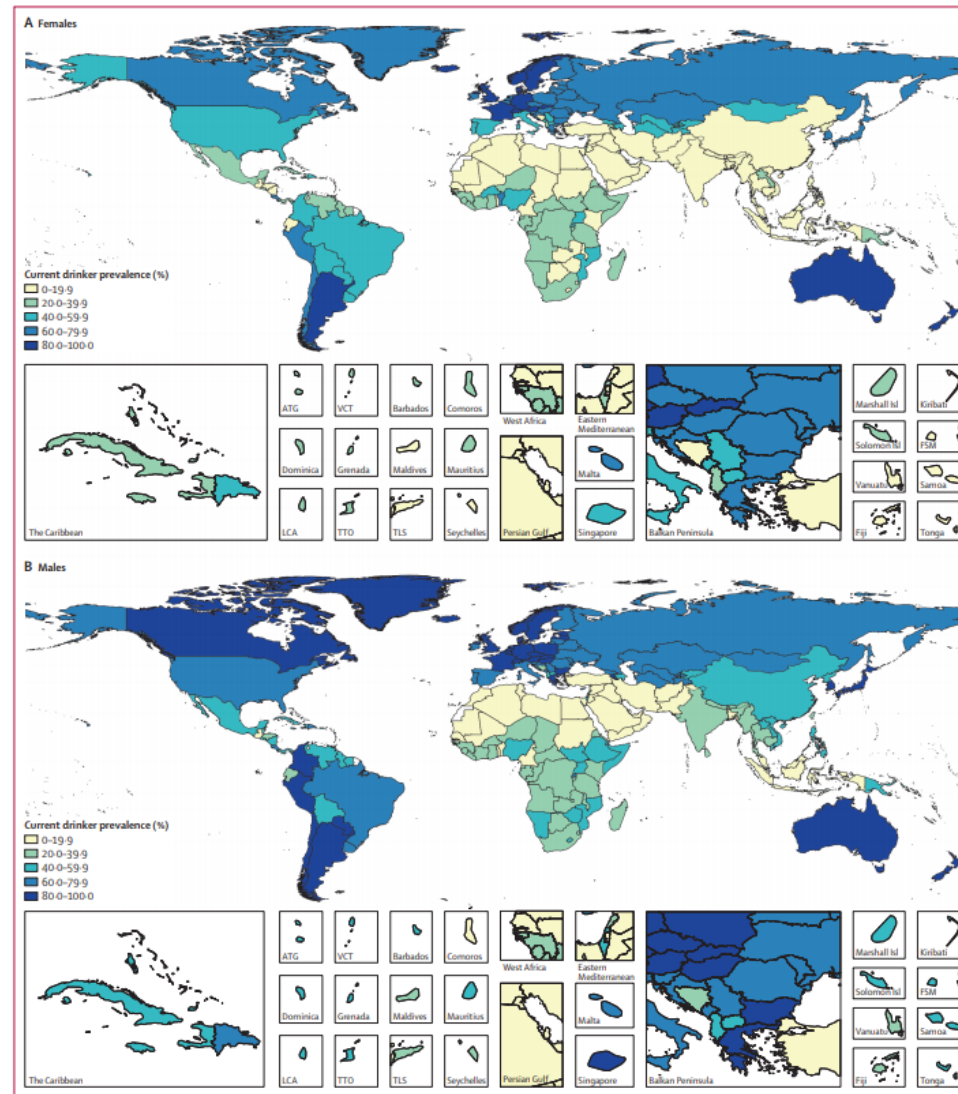 A Females
Current drinker prevalence (%)
0–19·9
20·0–39·9
40·0–59·9
60·0–79·9
80·0–100·0
ATG
VCT
Barbados
Comoros
West Africa
Eastern
Mediterranean
Marshall Isl
Kiribati
Dominica
Grenada
Maldives
Mauritius
Malta
Solomon Isl
FSM
Vanuatu
Samoa
The Caribbean
LCA
TTO
TLS
Seychelles
Persian Gulf
Singapore
Balkan Peninsula
Fiji
Tonga
B Males
Current drinker prevalence (%)
0–19·9
20·0–39·9
40·0–59·9
60·0–79·9
80·0–100·0
ATG
VCT
Barbados
Comoros
West Africa
Eastern
Mediterranean
Marshall Isl
Kiribati
Dominica
Grenada
Maldives
Mauritius
Malta
Solomon Isl
FSM
Vanuatu
Samoa
The Caribbean
LCA
TTO
TLS
Seychelles
Persian Gulf
Singapore
Balkan Peninsula
Fiji
Tonga